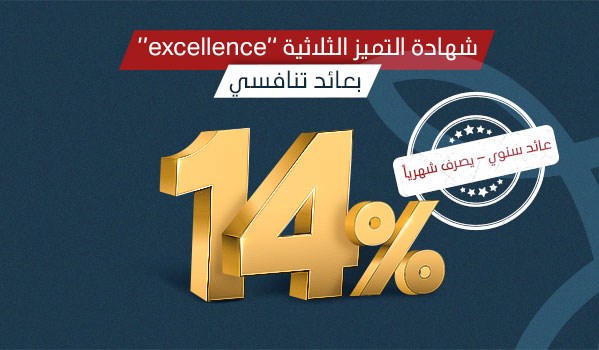 شهادة التميز الثلاثية "excellence"
بعائد تنافسي
عائد سنوي – يصرف شهرياً
14%